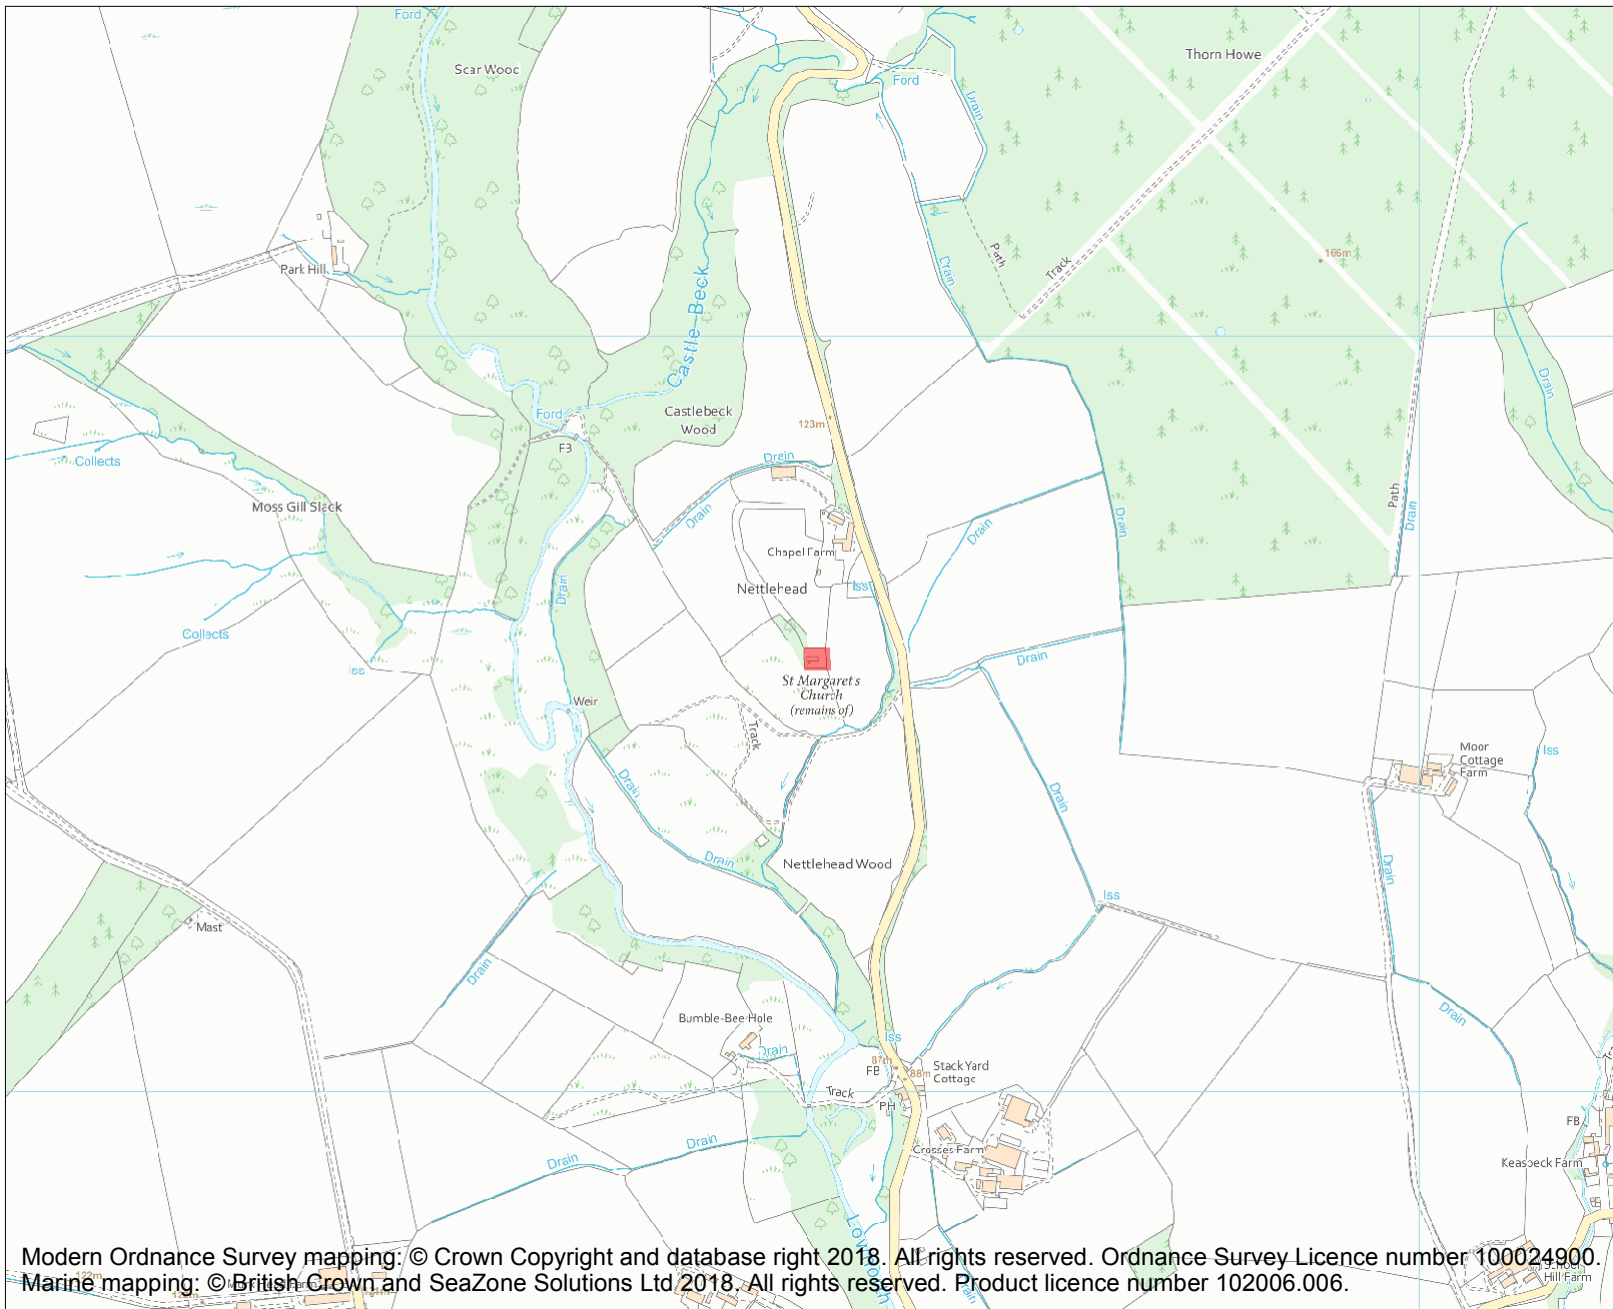 Ford
Scar Wood
Thorn Howe
Ford
Drain
Path
Track
166m
Park Hill
Drain
Castle Beck
Ford
FB
Castlebeck
Wood
123m
Drain
Drain
Collects
Moss Gill Slack
Drain
Drain
Path
Drain
Drain
Chapel Farm
Nettlehead
Iss
Drain
Collects
Iss
Drain
St Margaret's
Church
(remains of)
Weir
Track
Moor
Cottage
Farm
Iss
Drain
Drain
Drain
Nettlehead Wood
Drain
Iss
Mast
Drain
Drain
Bumble-Bee Hole
Drain
Iss
87m
FB
88m
Stack Yard
Cottage
Track
PH
Drain
Drain
Crosses Farm
FB
Keasbeck Farm
Drain
122m
School
Hill Farm
Modern Ordnance Survey mapping: © Crown Copyright and database right 2018. All rights reserved. Ordnance Survey Licence number 100024900.
Marine mapping: © British Crown and SeaZone Solutions Ltd 2018. All rights reserved. Product licence number 102006.006.